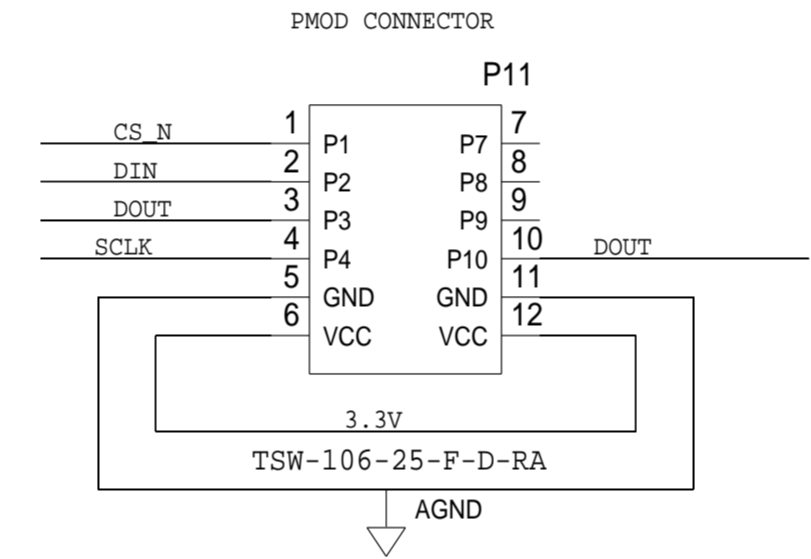 PMOD CONNECTOR
P11
CS_N 1 P1 P7 7
DIN 2 P2 P8 8
DOUT 3 P3 P9 9
SCLK 4 P4 P10 10 DOUT
5 GND GND 11
6 VCC VCC 12
3.3V
TSW-106-25-F-D-RA
AGND